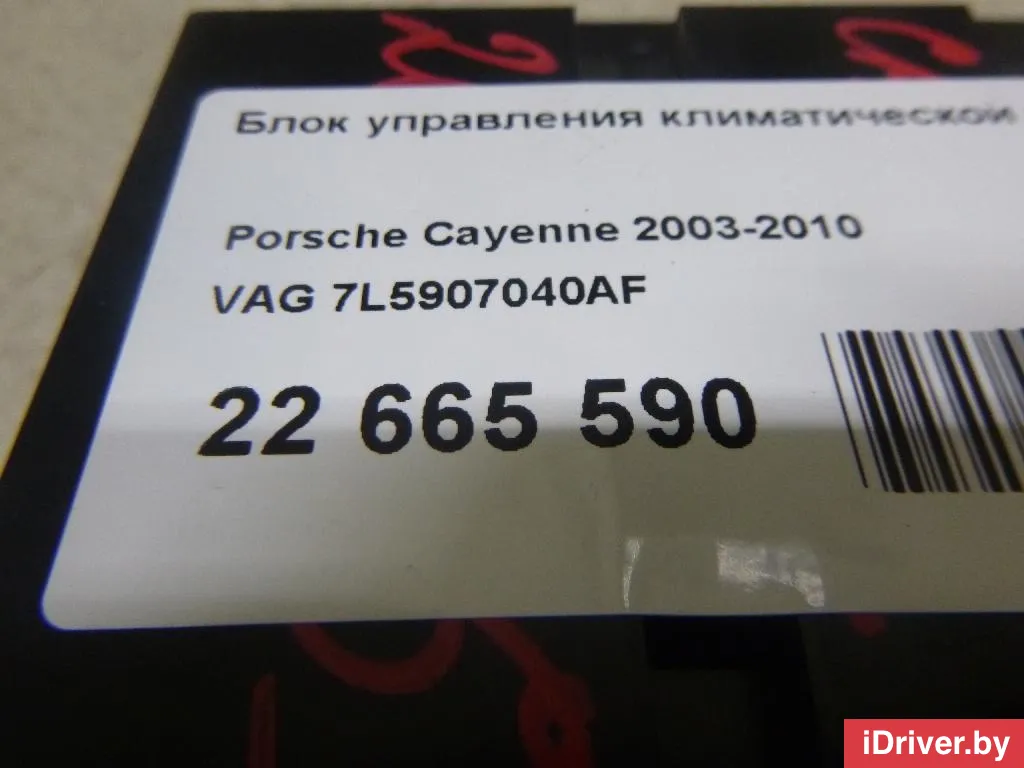 Блок управления климатической
Porsche Cayenne 2003-2010
VAG 7L5907040AF
22 665 590
iDriver.by